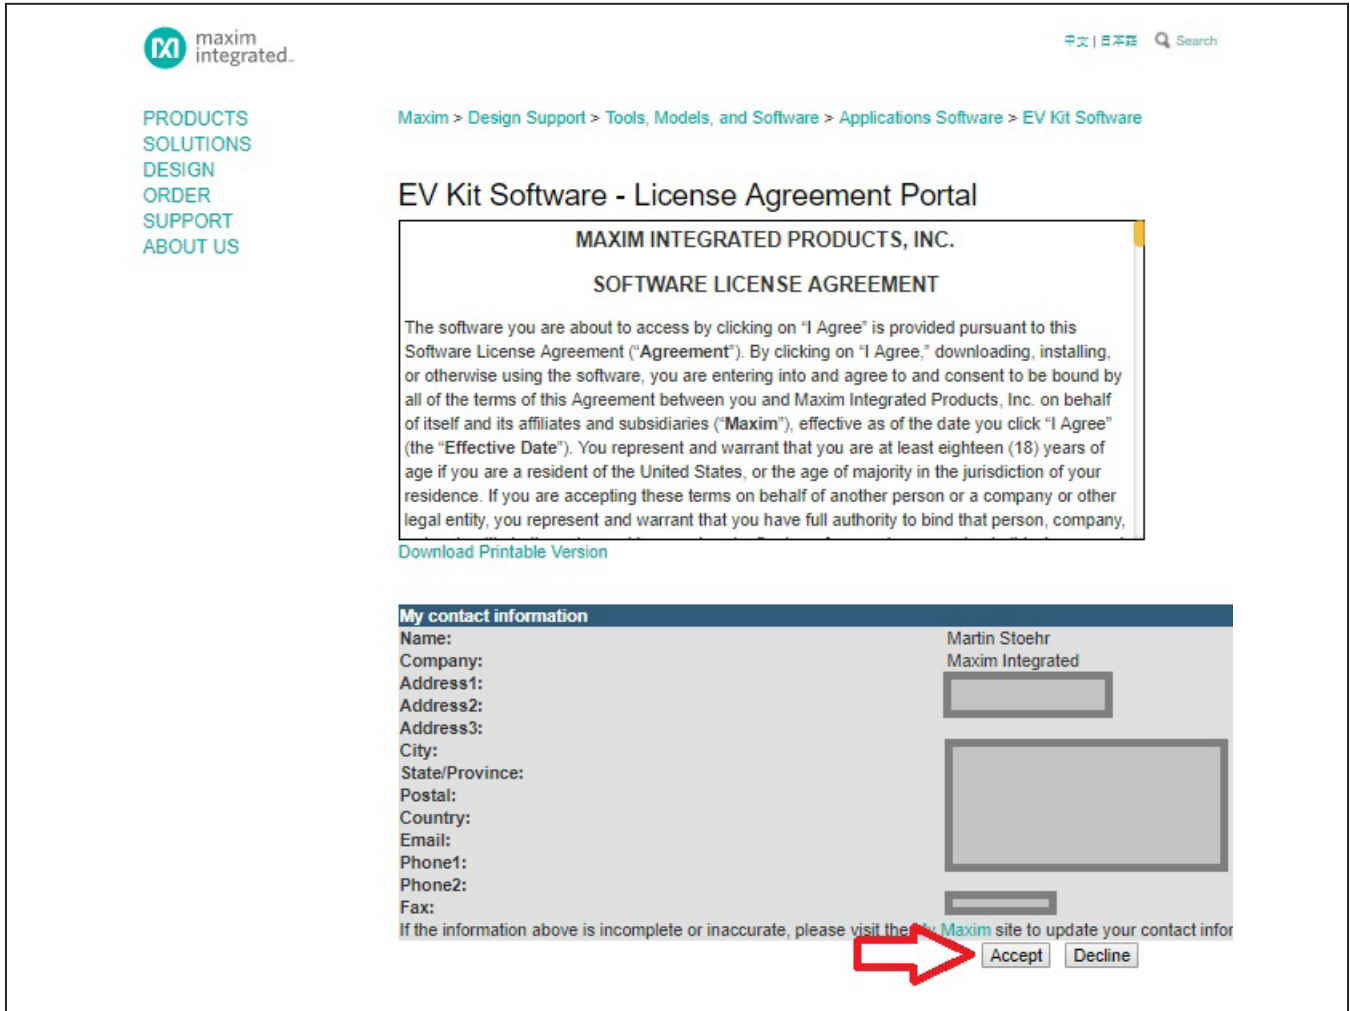 maxim
integrated
中文 | 日本語 Search
PRODUCTS
SOLUTIONS
DESIGN
ORDER
SUPPORT
ABOUT US
Maxim > Design Support > Tools, Models, and Software > Applications Software > EV Kit Software
EV Kit Software - License Agreement Portal
MAXIM INTEGRATED PRODUCTS, INC.
SOFTWARE LICENSE AGREEMENT
The software you are about to access by clicking on “I Agree” is provided pursuant to this
Software License Agreement (“Agreement”). By clicking on “I Agree,” downloading, installing,
or otherwise using the software, you are entering into and agree to and consent to be bound by
all of the terms of this Agreement between you and Maxim Integrated Products, Inc. on behalf
of itself and its affiliates and subsidiaries (“Maxim”), effective as of the date you click “I Agree”
(the “Effective Date”). You represent and warrant that you are at least eighteen (18) years of
age if you are a resident of the United States, or the age of majority in the jurisdiction of your
residence. If you are accepting these terms on behalf of another person or a company or other
legal entity, you represent and warrant that you have full authority to bind that person, company,
Download Printable Version
My contact information
Name: Martin Stoehr
Company: Maxim Integrated
Address1:
Address2:
Address3:
City:
State/Province:
Postal:
Country:
Email:
Phone1:
Phone2:
Fax:
If the information above is incomplete or inaccurate, please visit the My Maxim site to update your contact infor
Accept Decline